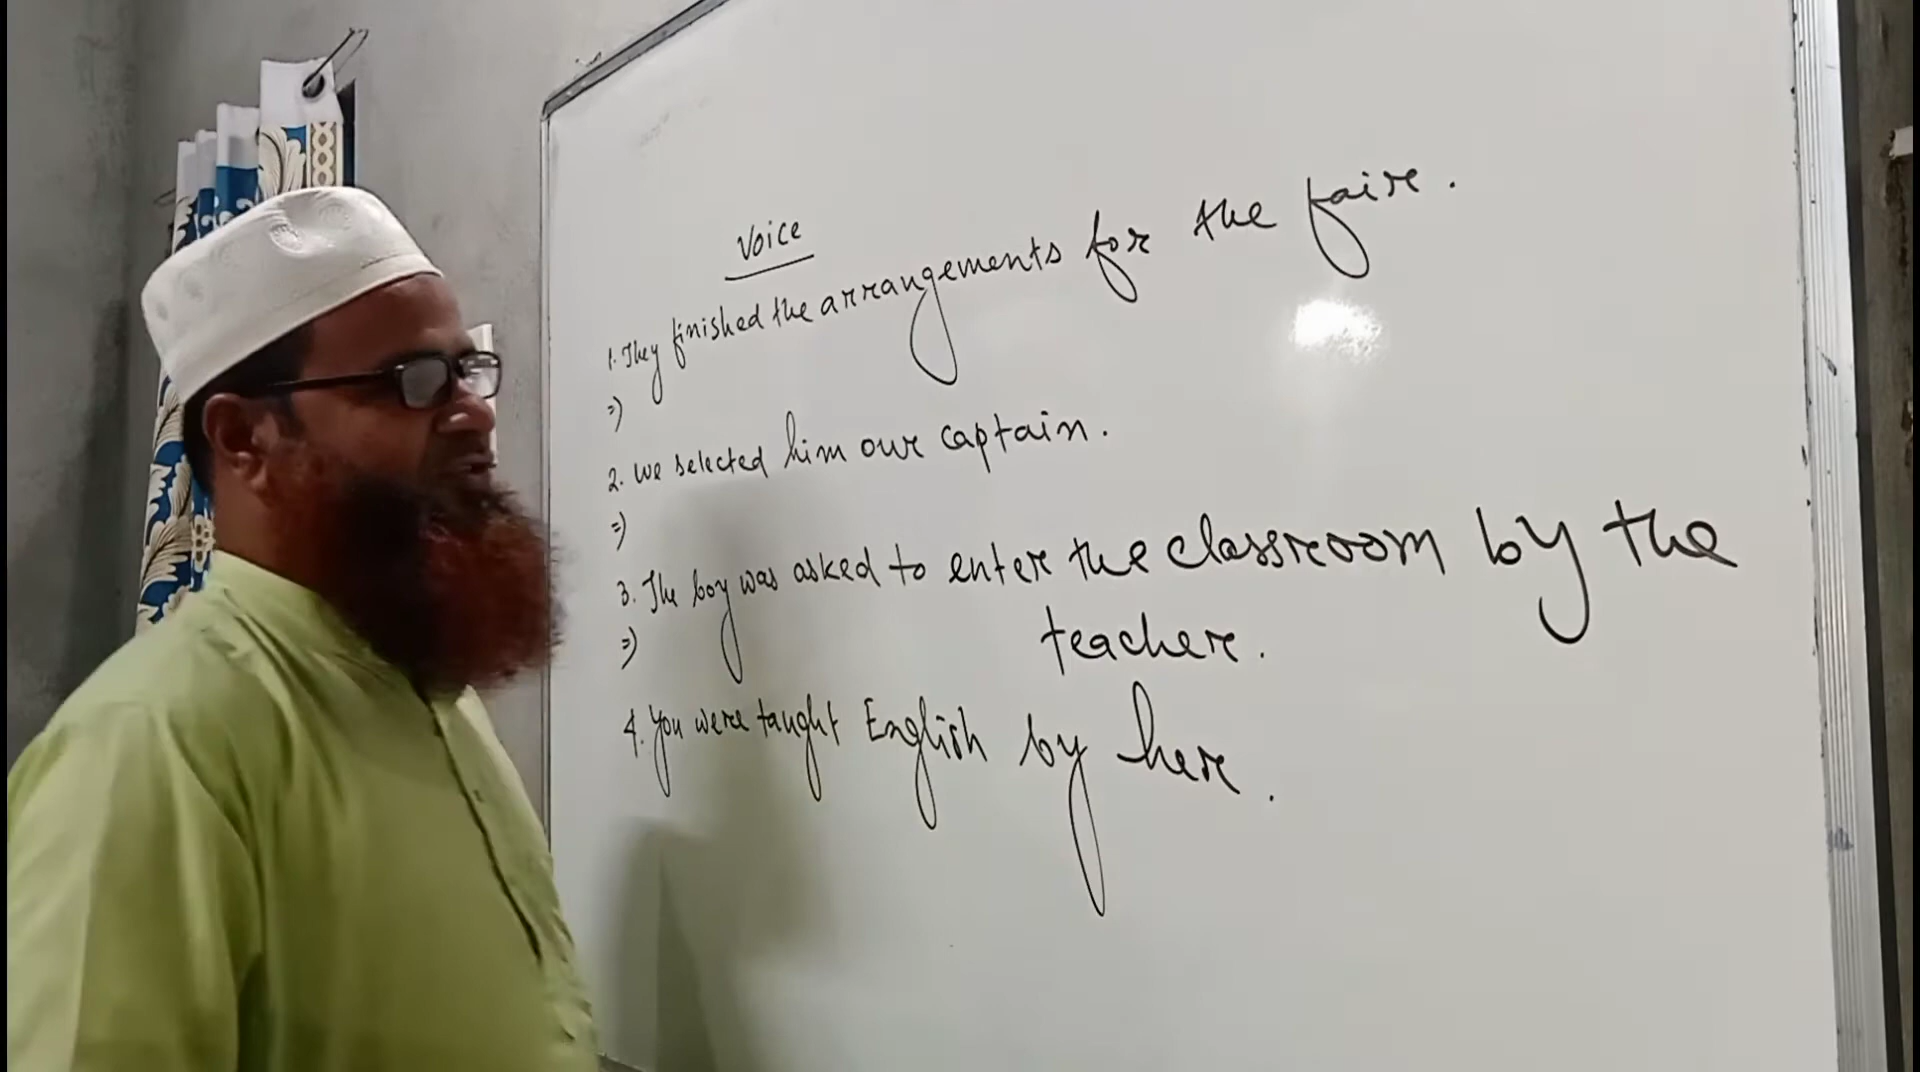 Voice
1. They finished the arrangements for the fair.
=)
2. We selected him our captain.
=)
3. The boy was asked to enter the classroom by the
teacher.
=)
4. You were taught English by her.